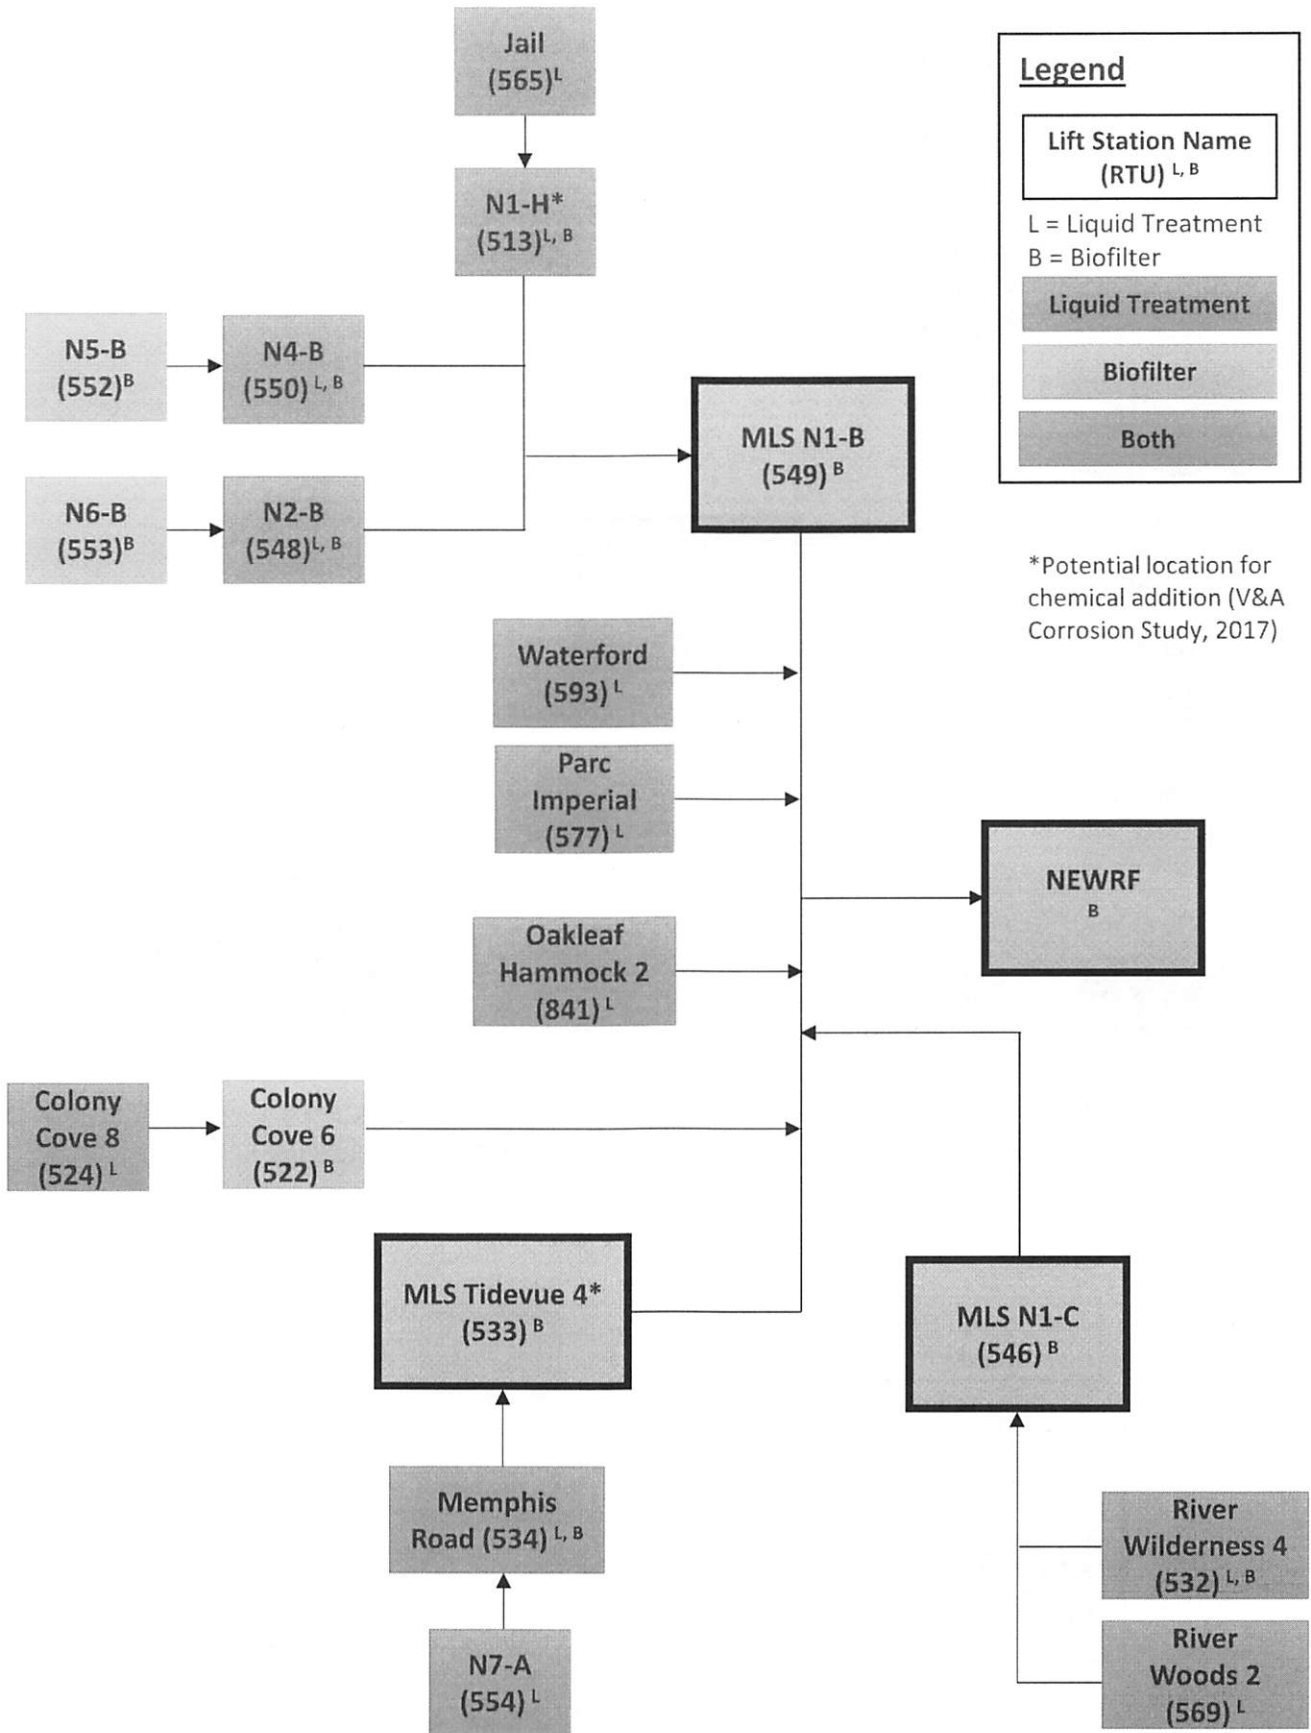 Jail
(565)L
N1-H*
(513)L, B
N5-B
(552)B
N4-B
(550) L, B
N6-B
(553)B
N2-B
(548)L, B
MLS N1-B
(549) B
Legend
Lift Station Name
(RTU) L, B
L = Liquid Treatment
B = Biofilter
Liquid Treatment
Biofilter
Both
*Potential location for
chemical addition (V&A
Corrosion Study, 2017)
Waterford
(593) L
Parc
Imperial
(577) L
NEWRF
B
Oakleaf
Hammock 2
(841) L
Colony
Cove 8
(524) L
Colony
Cove 6
(522) B
MLS Tidevue 4*
(533) B
MLS N1-C
(546) B
Memphis
Road (534) L, B
N7-A
(554) L
River
Wilderness 4
(532) L, B
River
Woods 2
(569) L